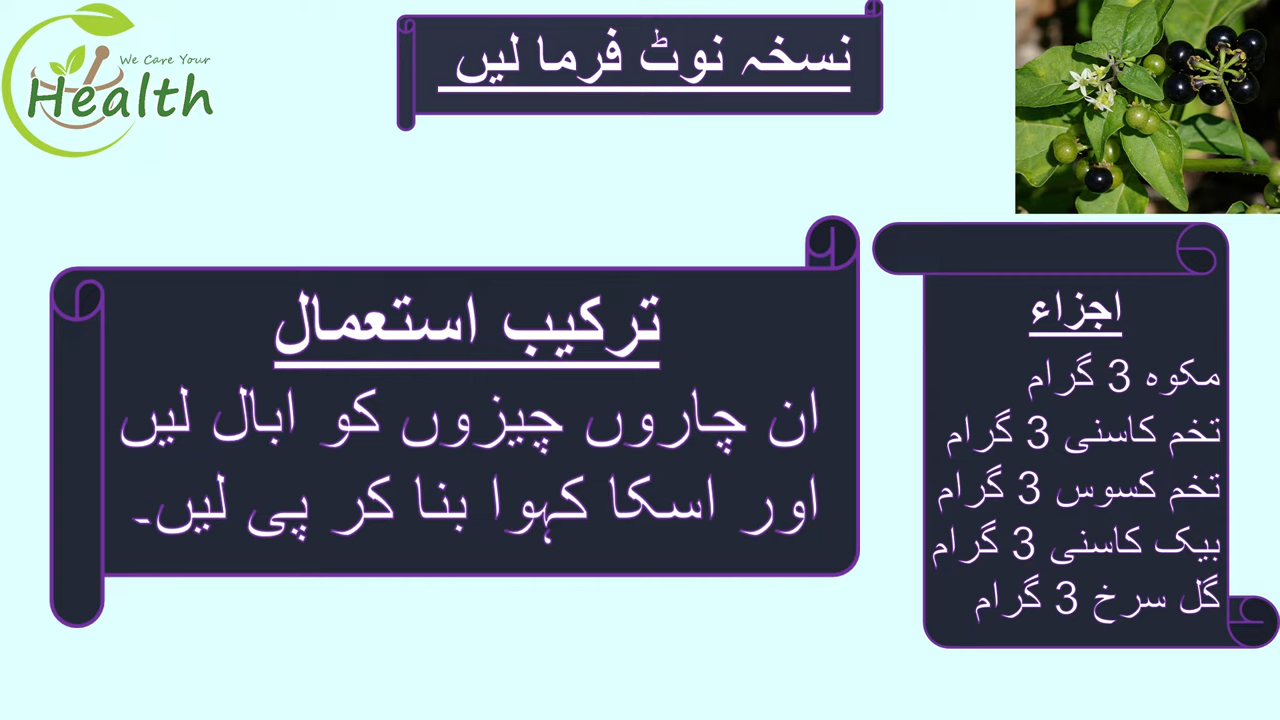 We Care Your
Health
نسخہ نوٹ فرما لیں
اجزاء
مکوہ 3 گرام
تخم کاسنی 3 گرام
تخم کسوس 3 گرام
بیک کاسنی 3 گرام
گل سرخ 3 گرام
ترکیب استعمال
ان چاروں چیزوں کو ابال لیں
اور اسکا کہوا بنا کر پی لیں۔